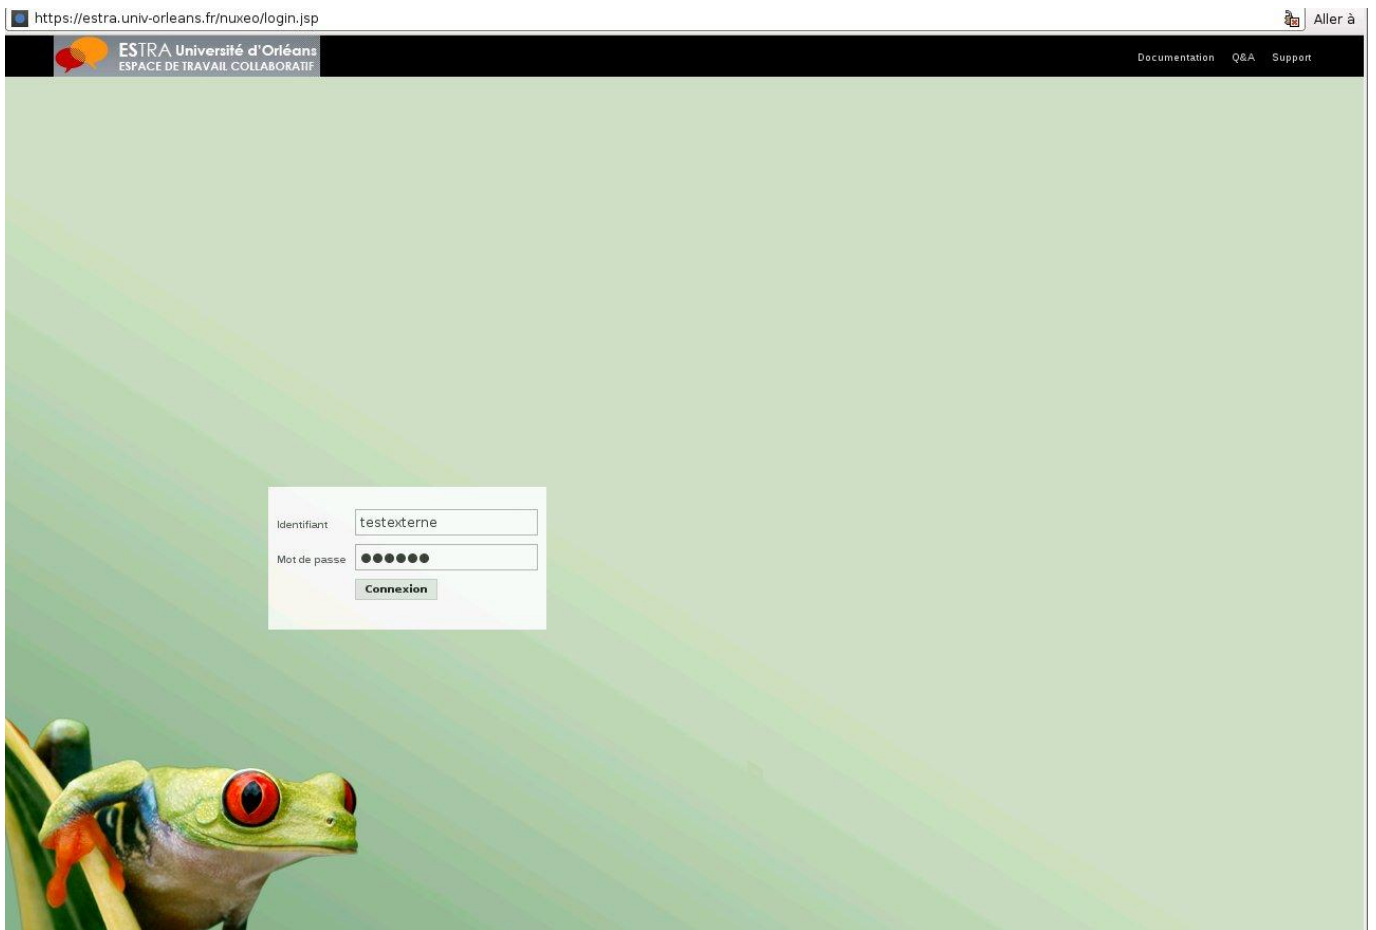 https://estra.univ-orleans.fr/nuxeo/login.jsp
Aller à
ESTRA Université d'Orléans
ESPACE DE TRAVAIL COLLABORATIF
Documentation Q&A Support
Identifiant testexterne
Mot de passe ●●●●●●
Connexion